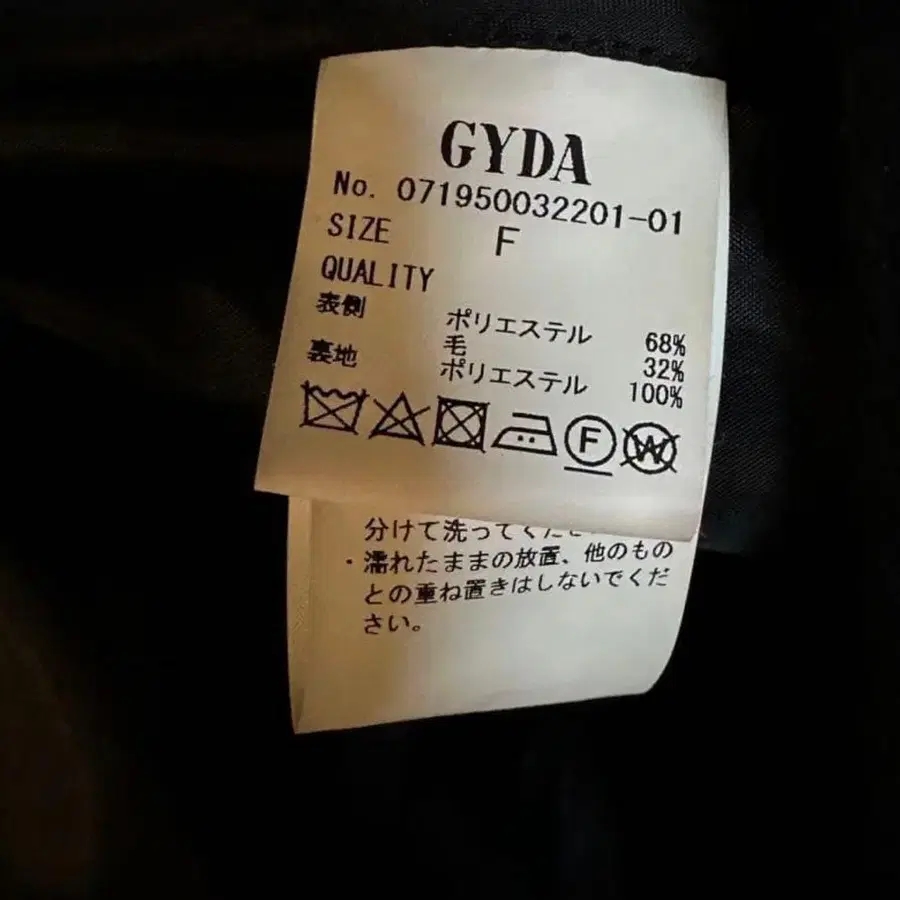 GYDA
No. 071950032201-01
SIZE F
QUALITY
表側 ポリエステル 68%
毛 32%
裏地 ポリエステル 100%
F W
分けて洗ってくだ
・濡れたままの放置、他のもの
との重ね置きはしないでくだ
さい。